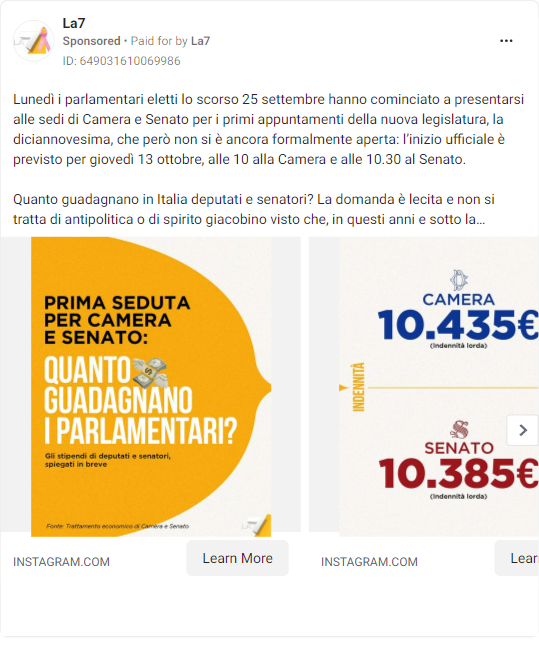 La7
Sponsored • Paid for by La7
ID: 649031610069986
Lunedì i parlamentari eletti lo scorso 25 settembre hanno cominciato a presentarsi
alle sedi di Camera e Senato per i primi appuntamenti della nuova legislatura, la
diciannovesima, che però non si è ancora formalmente aperta: l’inizio ufficiale è
previsto per giovedì 13 ottobre, alle 10 alla Camera e alle 10.30 al Senato.
Quanto guadagnano in Italia deputati e senatori? La domanda è lecita e non si
tratta di antipolitica o di spirito giacobino visto che, in questi anni e sotto la...
PRIMA SEDUTA
PER CAMERA
E SENATO:
QUANTO
GUADAGNANO
I PARLAMENTARI?
Gli stipendi di deputati e senatori,
spiegati in breve
Fonte: Trattamento economico di Camera e Senato
INSTAGRAM.COM
Learn More
CAMERA
10.435€
(Indennità lorda)
INDENNITÀ
SENATO
10.385€
(Indennità lorda)
INSTAGRAM.COM
Lear